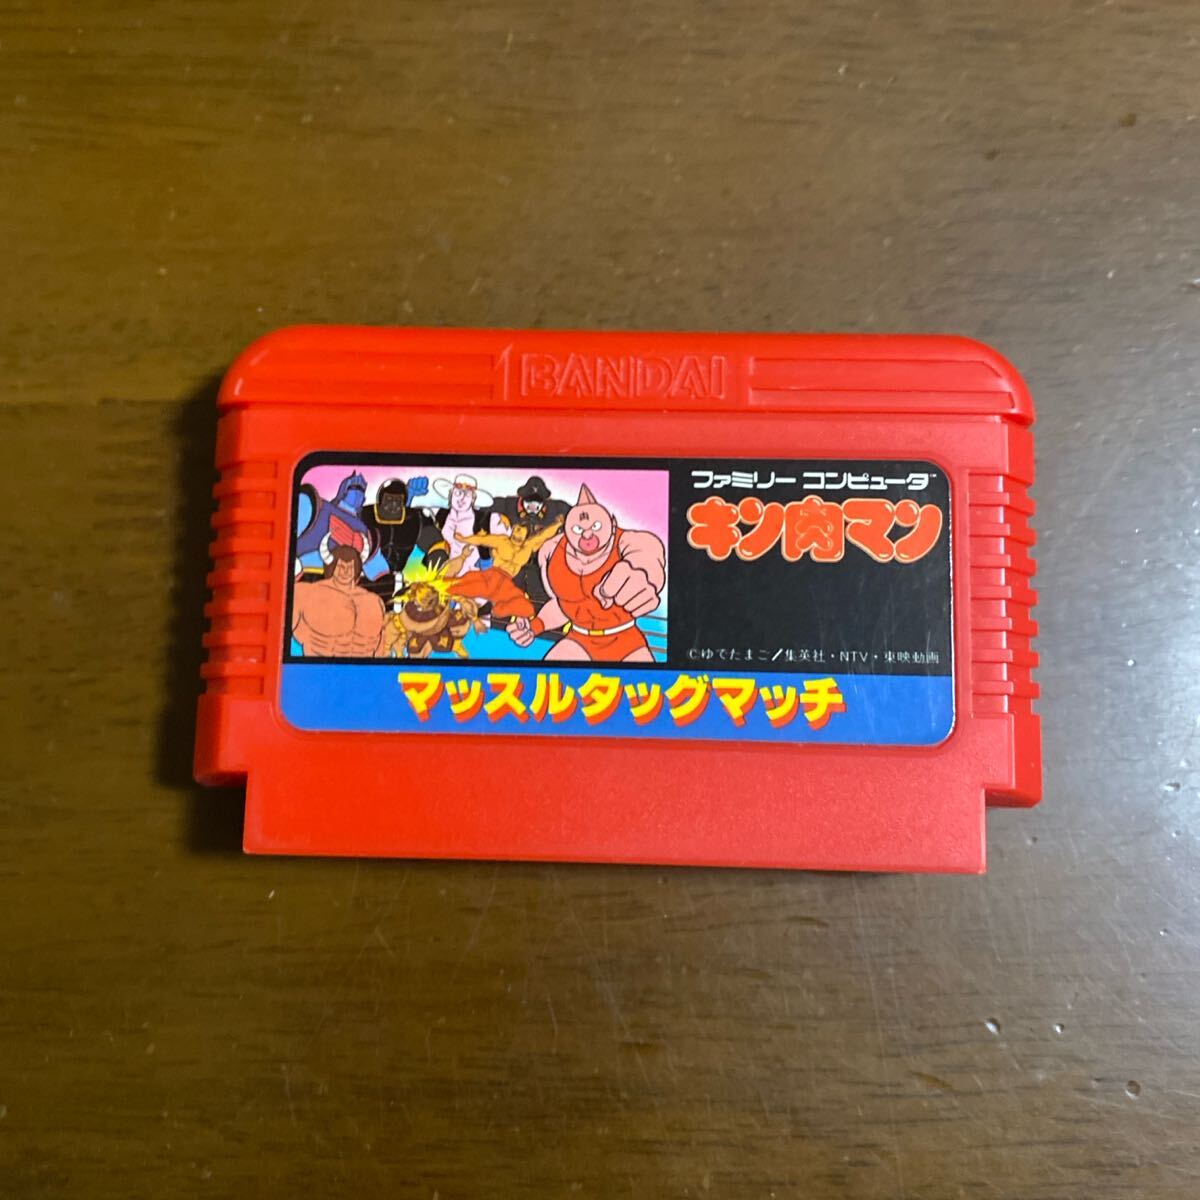 BANDAI
ファミリー コンピュータ™
キン肉マン
©ゆでたまご/集英社・NTV・東映動画
マッスルタッグマッチ